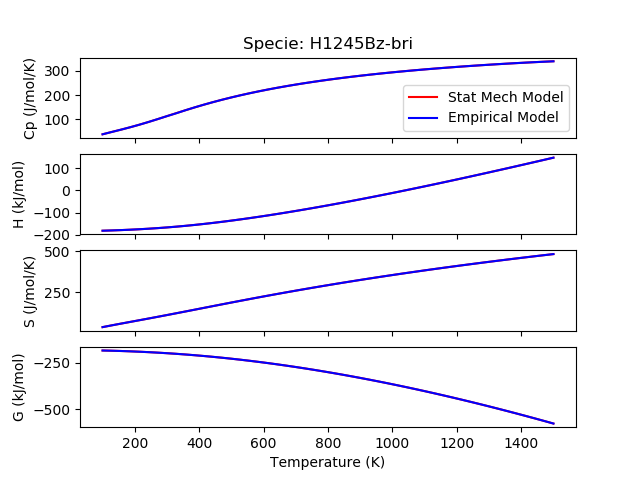 Specie: H1245Bz-bri
Cp (J/mol/K)
300
200
100
Stat Mech Model
Empirical Model
H (kJ/mol)
100
0
−100
−200
S (J/mol/K)
500
250
G (kJ/mol)
−250
−500
200 400 600 800 1000 1200 1400
Temperature (K)